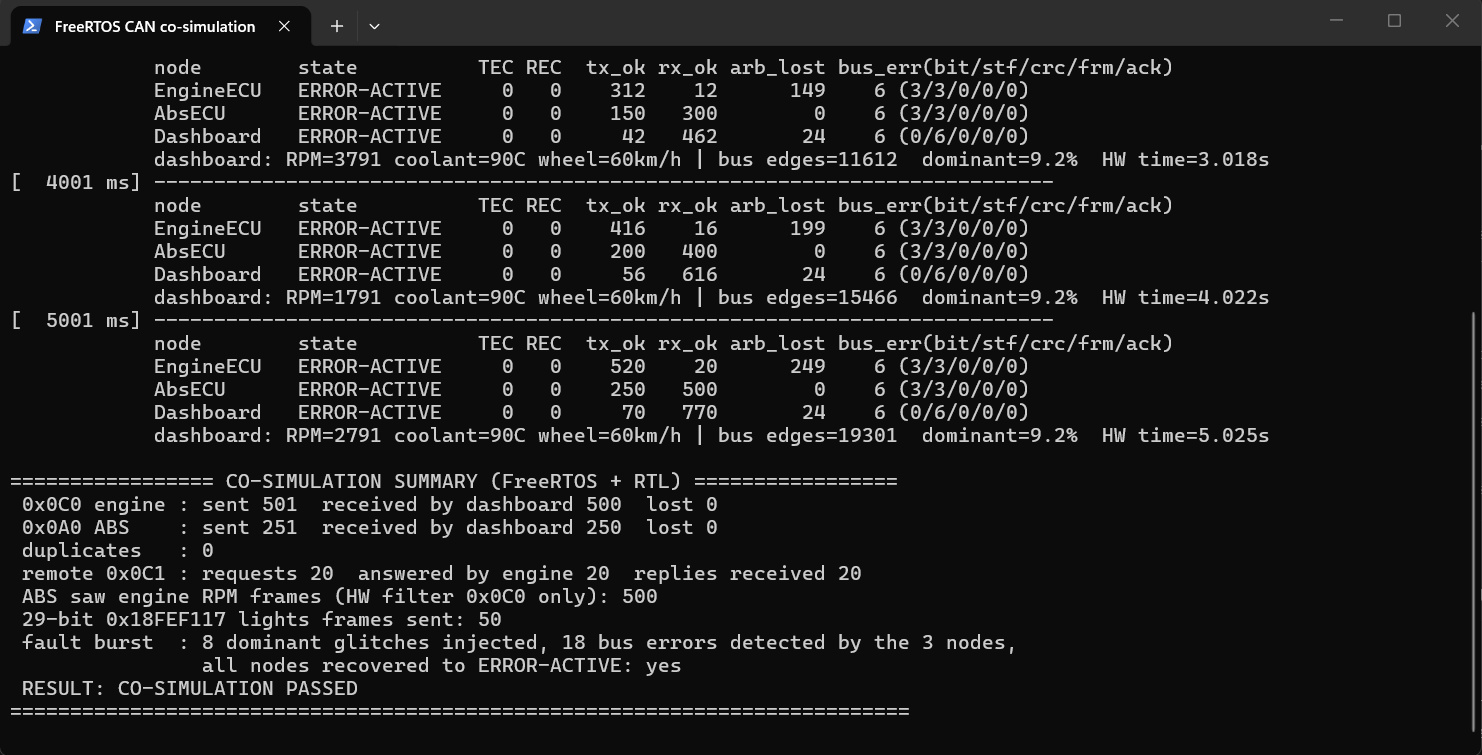 FreeRTOS CAN co-simulation
node state TEC REC tx_ok rx_ok arb_lost bus_err(bit/stf/crc/frm/ack)
EngineECU ERROR-ACTIVE 0 0 312 12 149 6 (3/3/0/0/0)
AbsECU ERROR-ACTIVE 0 0 150 300 0 6 (3/3/0/0/0)
Dashboard ERROR-ACTIVE 0 0 42 462 24 6 (0/6/0/0/0)
dashboard: RPM=3791 coolant=90C wheel=60km/h | bus edges=11612 dominant=9.2% HW time=3.018s
[ 4001 ms] ---------------------------------------------------------------------------
node state TEC REC tx_ok rx_ok arb_lost bus_err(bit/stf/crc/frm/ack)
EngineECU ERROR-ACTIVE 0 0 416 16 199 6 (3/3/0/0/0)
AbsECU ERROR-ACTIVE 0 0 200 400 0 6 (3/3/0/0/0)
Dashboard ERROR-ACTIVE 0 0 56 616 24 6 (0/6/0/0/0)
dashboard: RPM=1791 coolant=90C wheel=60km/h | bus edges=15466 dominant=9.2% HW time=4.022s
[ 5001 ms] ---------------------------------------------------------------------------
node state TEC REC tx_ok rx_ok arb_lost bus_err(bit/stf/crc/frm/ack)
EngineECU ERROR-ACTIVE 0 0 520 20 249 6 (3/3/0/0/0)
AbsECU ERROR-ACTIVE 0 0 250 500 0 6 (3/3/0/0/0)
Dashboard ERROR-ACTIVE 0 0 70 770 24 6 (0/6/0/0/0)
dashboard: RPM=2791 coolant=90C wheel=60km/h | bus edges=19301 dominant=9.2% HW time=5.025s
================= CO-SIMULATION SUMMARY (FreeRTOS + RTL) =================
0x0C0 engine : sent 501 received by dashboard 500 lost 0
0x0A0 ABS : sent 251 received by dashboard 250 lost 0
duplicates : 0
remote 0x0C1 : requests 20 answered by engine 20 replies received 20
ABS saw engine RPM frames (HW filter 0x0C0 only): 500
29-bit 0x18FEF117 lights frames sent: 50
fault burst : 8 dominant glitches injected, 18 bus errors detected by the 3 nodes,
all nodes recovered to ERROR-ACTIVE: yes
RESULT: CO-SIMULATION PASSED
===========================================================================